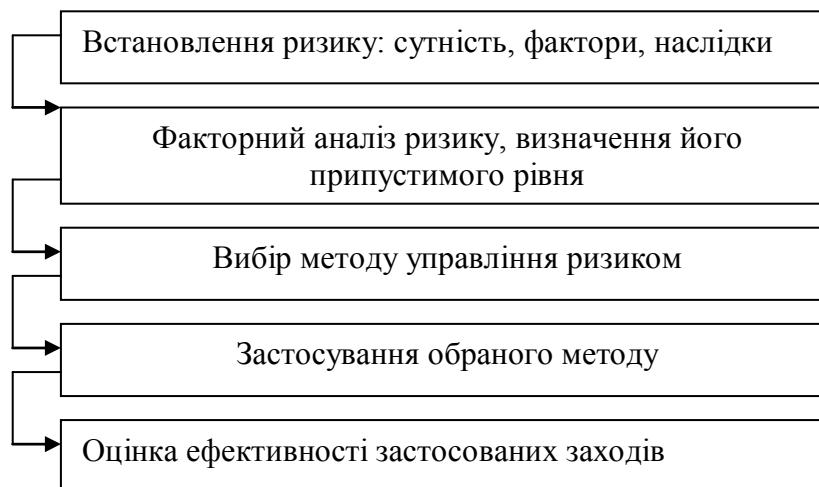 Встановлення ризику: сутність, фактори, наслідки
Факторний аналіз ризику, визначення його
припустимого рівня
Вибір методу управління ризиком
Застосування обраного методу
Оцінка ефективності застосованих заходів